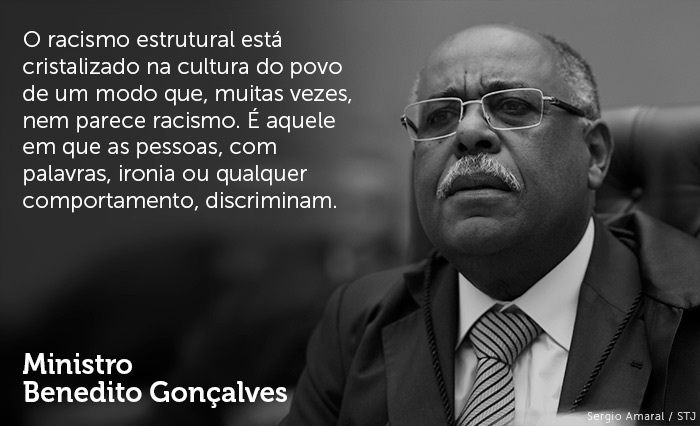 O racismo estrutural está
cristalizado na cultura do povo
de um modo que, muitas vezes,
nem parece racismo. É aquele
em que as pessoas, com
palavras, ironia ou qualquer
comportamento, discriminam.
Ministro
Benedito Gonçalves
Sergio Amaral / STJ